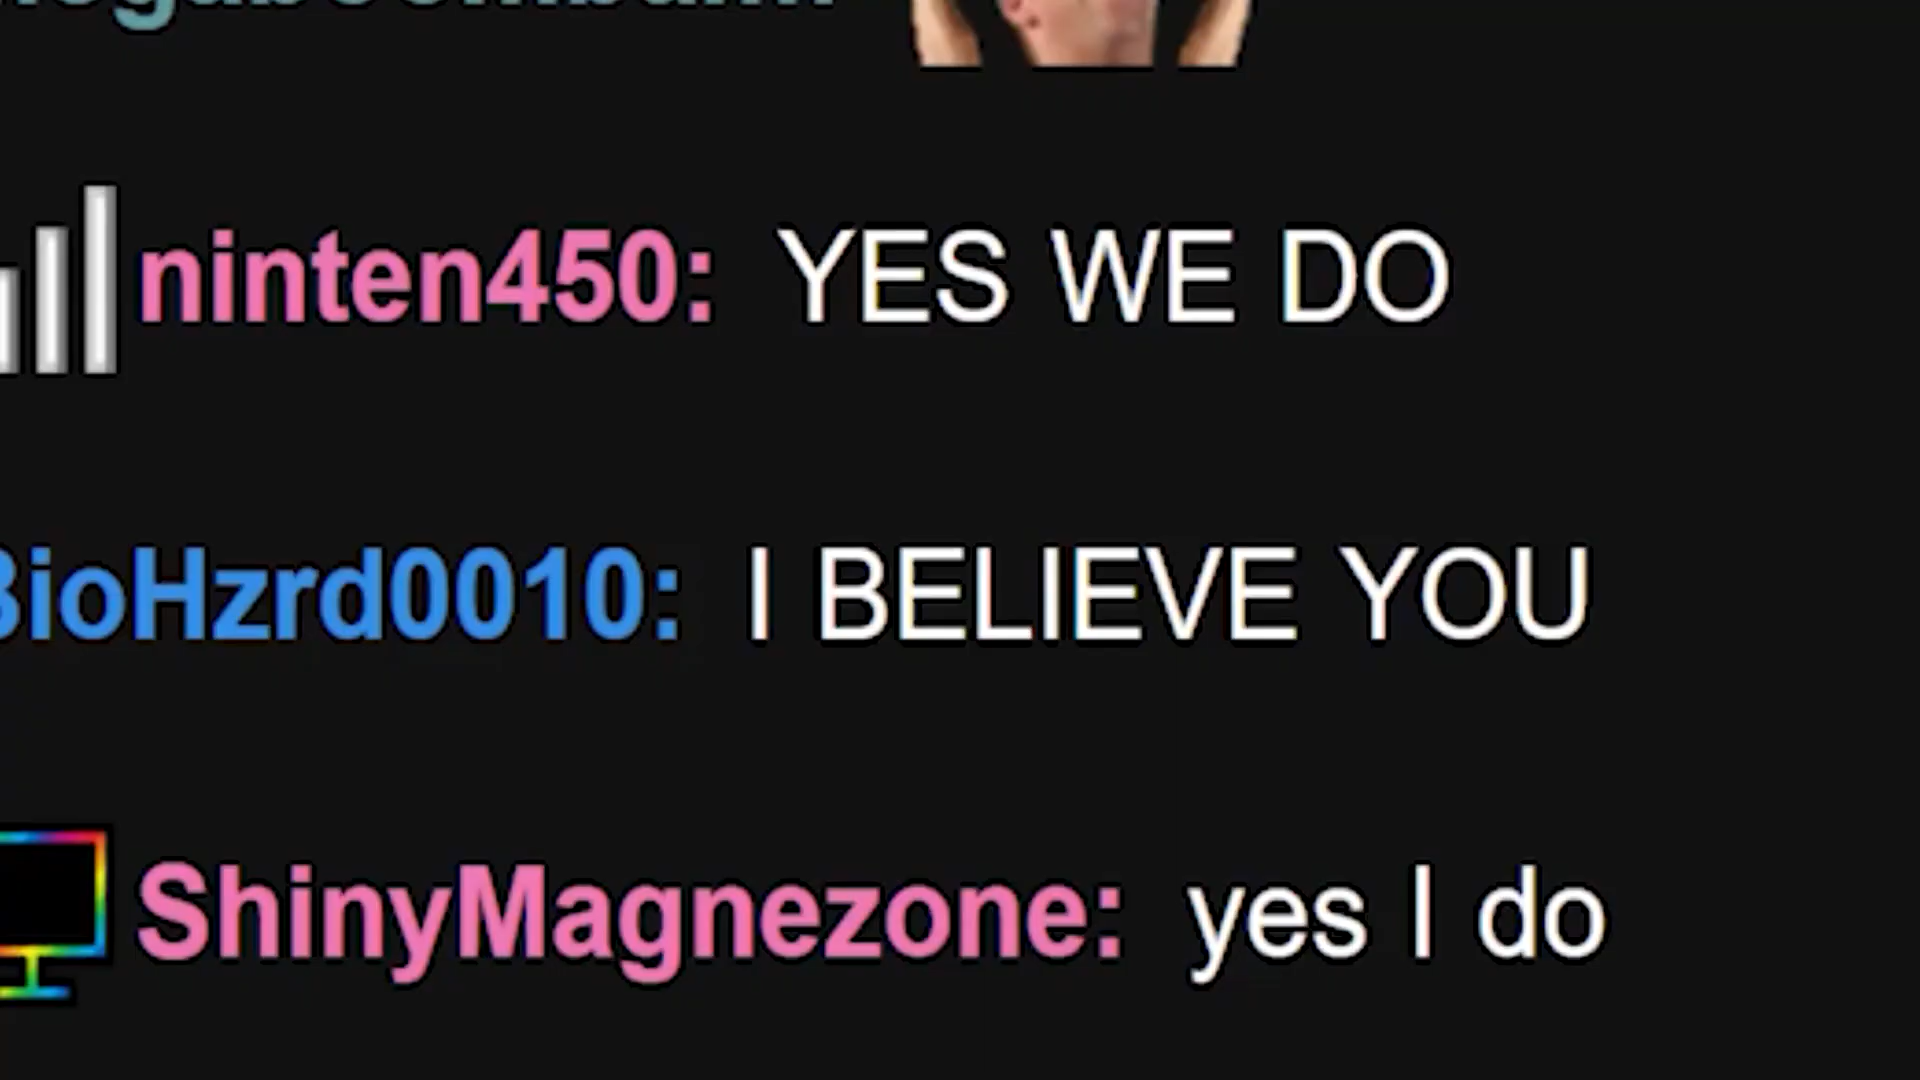 ninten450: YES WE DO
BioHzrd0010: I BELIEVE YOU
ShinyMagnezone: yes I do